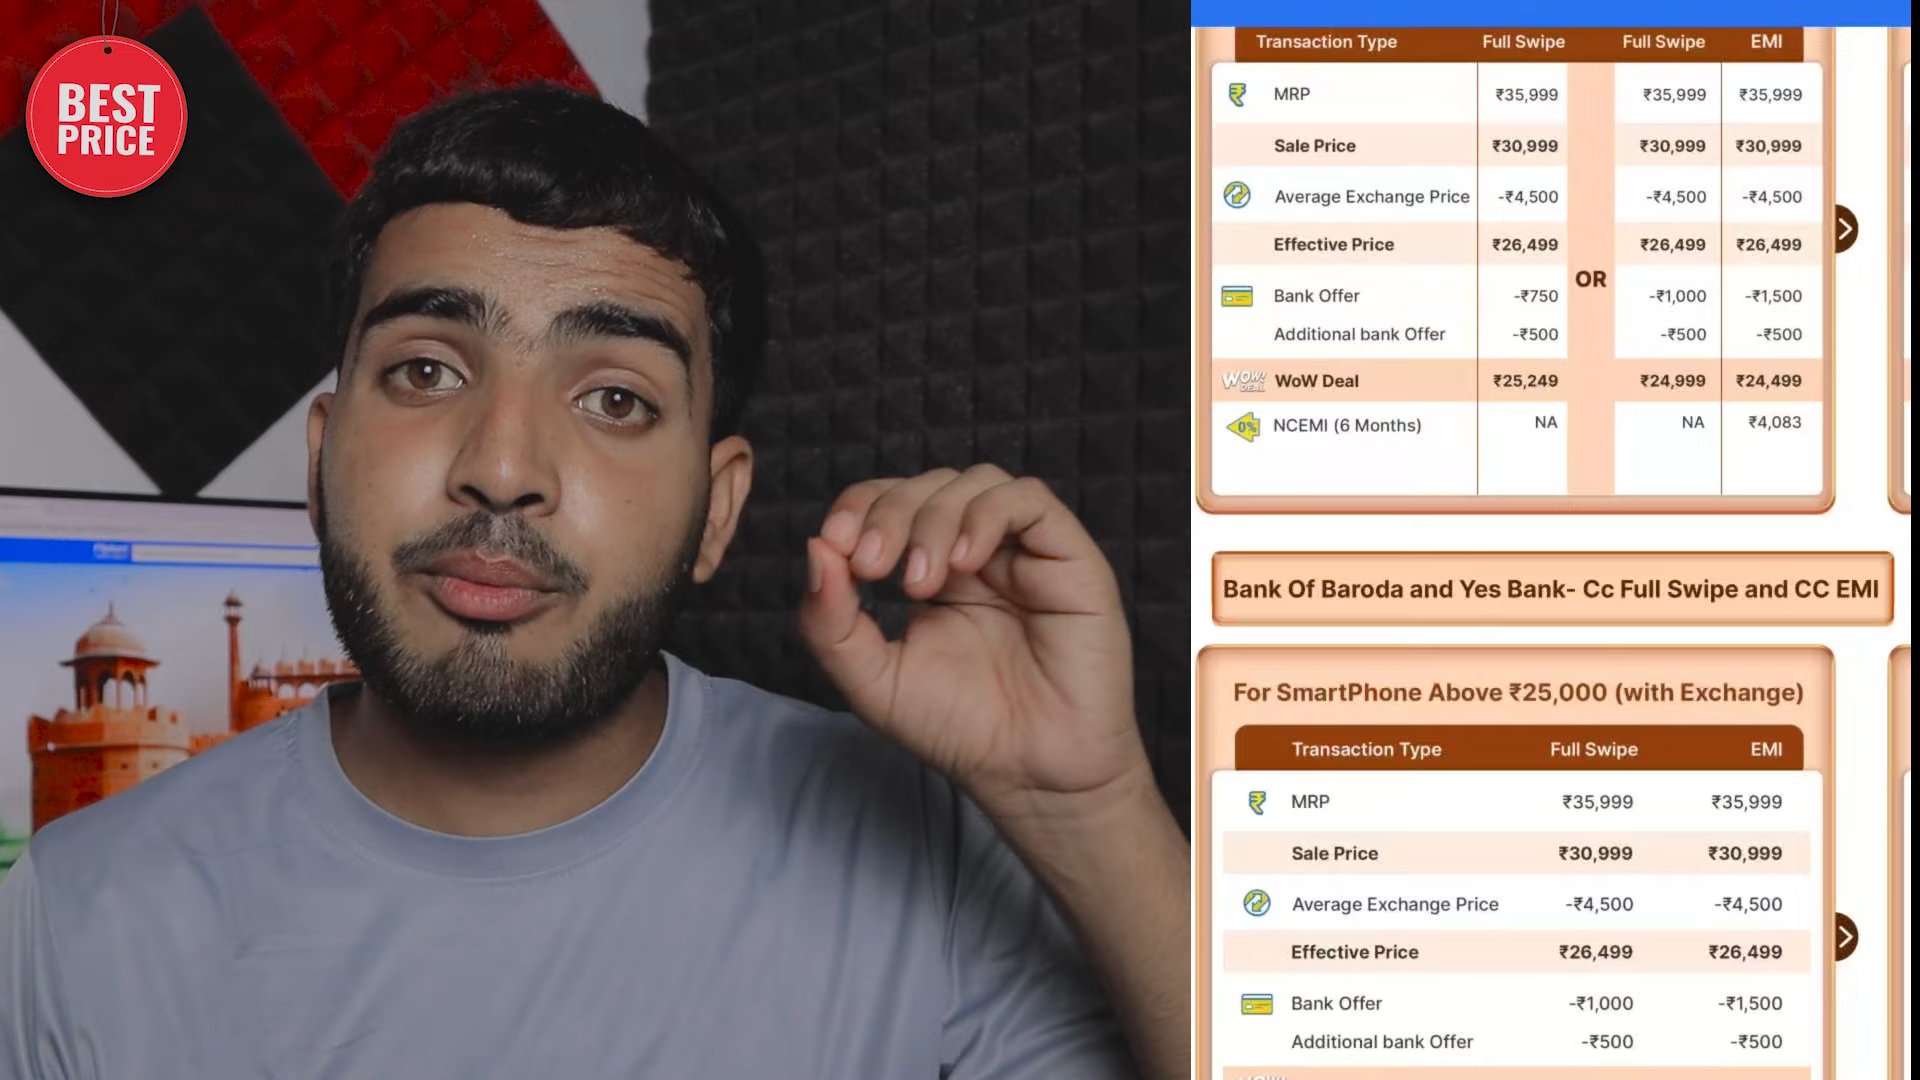 BEST
PRICE
Transaction Type Full Swipe Full Swipe EMI
MRP ₹35,999 ₹35,999 ₹35,999
Sale Price ₹30,999 ₹30,999 ₹30,999
Average Exchange Price -₹4,500 -₹4,500 -₹4,500
Effective Price ₹26,499 ₹26,499 ₹26,499
OR
Bank Offer -₹750 -₹1,000 -₹1,500
Additional bank Offer -₹500 -₹500 -₹500
WOW! DEAL WoW Deal ₹25,249 ₹24,999 ₹24,499
0% NCEMI (6 Months) NA NA ₹4,083
Bank Of Baroda and Yes Bank- Cc Full Swipe and CC EMI
For SmartPhone Above ₹25,000 (with Exchange)
Transaction Type Full Swipe EMI
MRP ₹35,999 ₹35,999
Sale Price ₹30,999 ₹30,999
Average Exchange Price -₹4,500 -₹4,500
Effective Price ₹26,499 ₹26,499
Bank Offer -₹1,000 -₹1,500
Additional bank Offer -₹500 -₹500